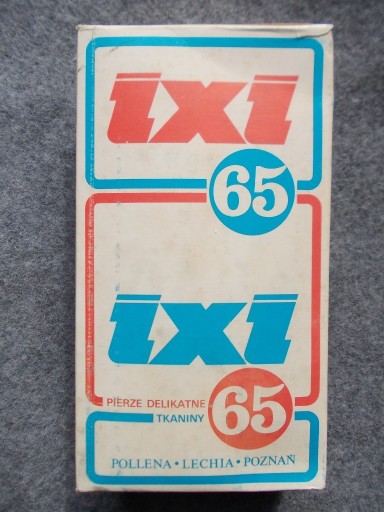 ixi
65
ixi
PIERZE DELIKATNE
TKANINY
65
POLLENA • LECHIA • POZNAŃ